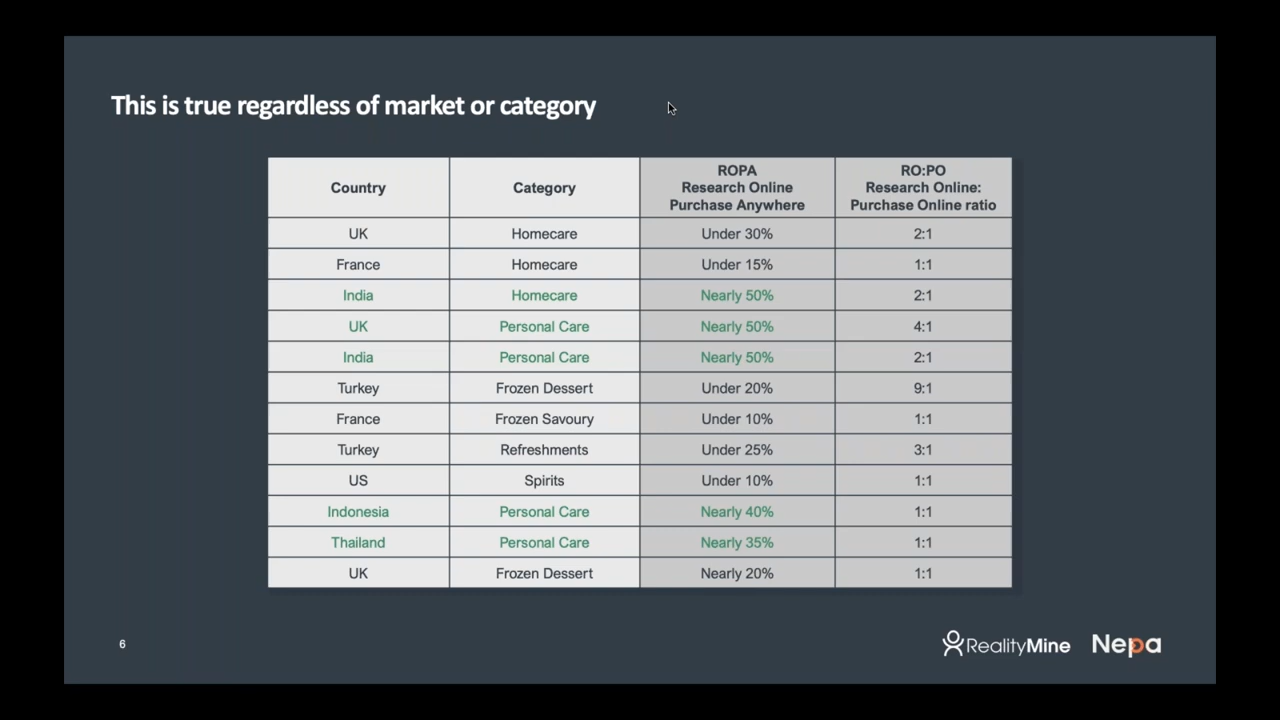 This is true regardless of market or category
Country Category ROPA Research Online Purchase Anywhere RO:PO Research Online: Purchase Online ratio
UK Homecare Under 30% 2:1
France Homecare Under 15% 1:1
India Homecare Nearly 50% 2:1
UK Personal Care Nearly 50% 4:1
India Personal Care Nearly 50% 2:1
Turkey Frozen Dessert Under 20% 9:1
France Frozen Savoury Under 10% 1:1
Turkey Refreshments Under 25% 3:1
US Spirits Under 10% 1:1
Indonesia Personal Care Nearly 40% 1:1
Thailand Personal Care Nearly 35% 1:1
UK Frozen Dessert Nearly 20% 1:1
6 RealityMine Nepa